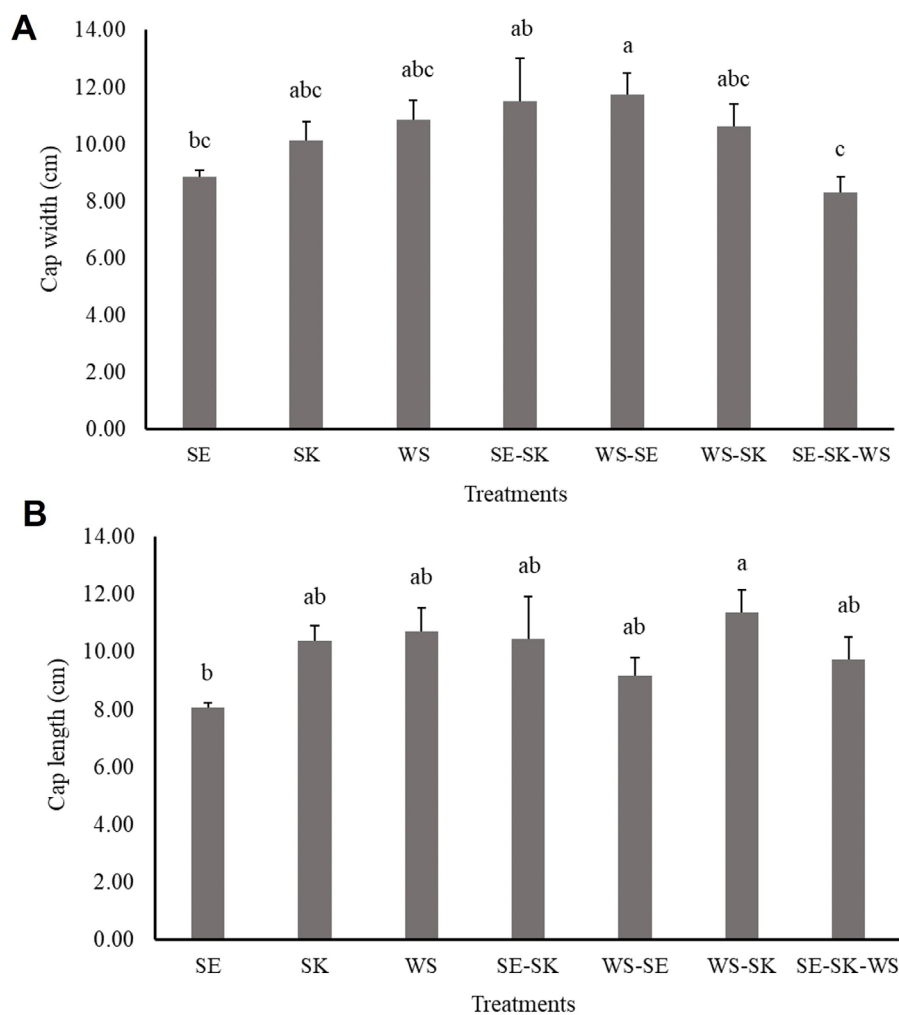 A
14.00
12.00
10.00
8.00
6.00
4.00
2.00
0.00
Cap width (cm)
bc
abc
abc
ab
a
abc
c
SE SK WS SE-SK WS-SE WS-SK SE-SK-WS
Treatments
B
14.00
12.00
10.00
8.00
6.00
4.00
2.00
0.00
Cap length (cm)
b
ab
ab
ab
ab
a
ab
SE SK WS SE-SK WS-SE WS-SK SE-SK-WS
Treatments